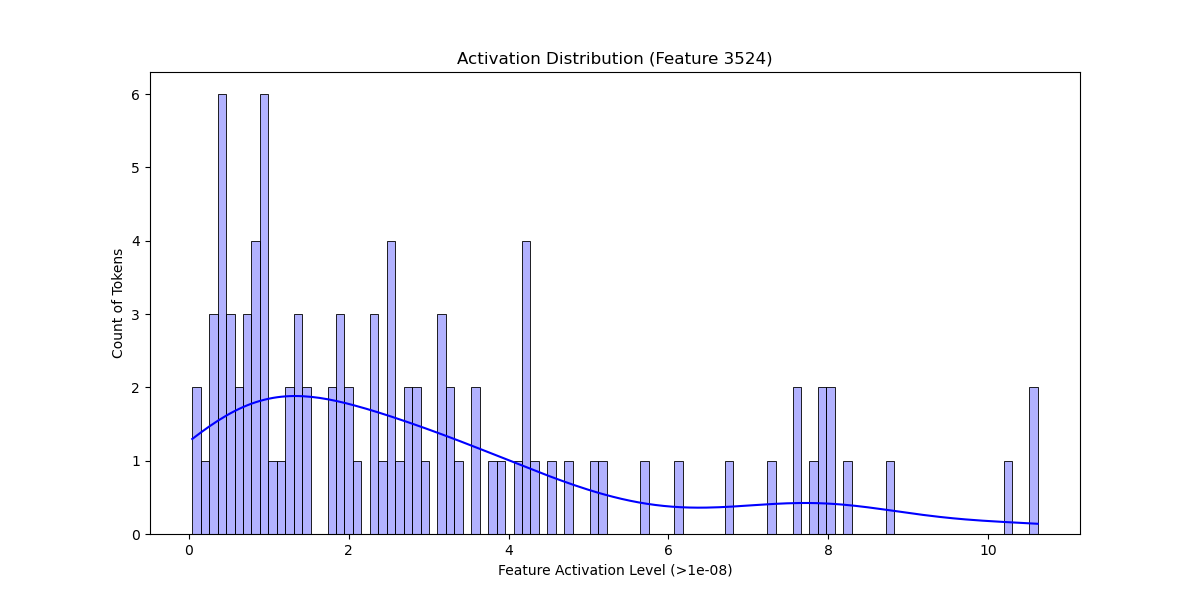 Activation Distribution (Feature 3524)
6
5
4
3
2
1
0
Count of Tokens
0 2 4 6 8 10
Feature Activation Level (>1e-08)